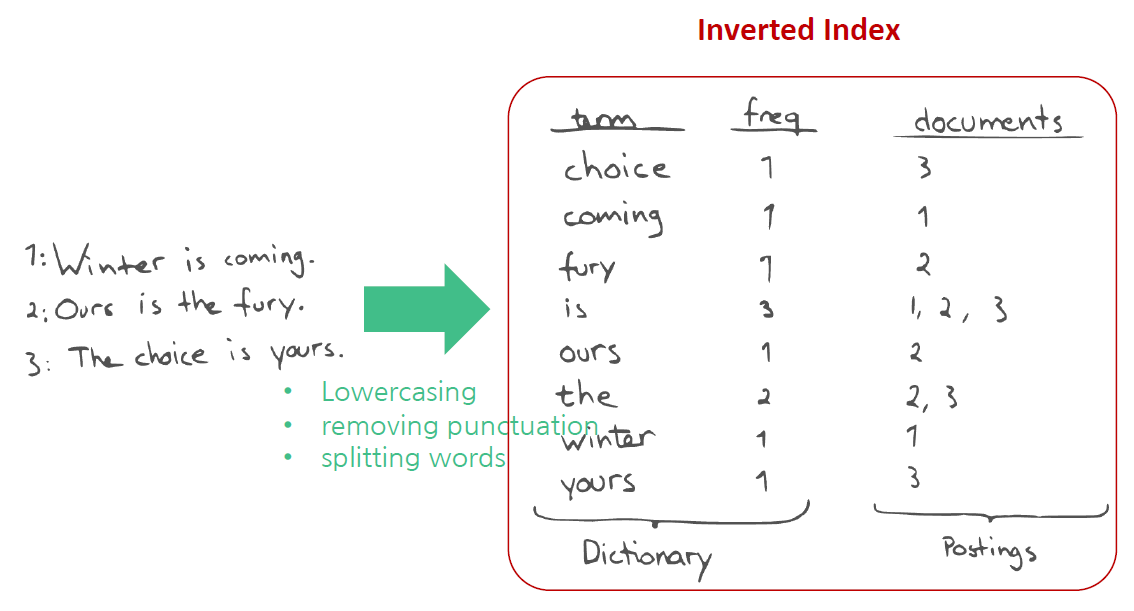 Inverted Index
term freq documents
choice 1 3
coming 1 1
fury 1 2
is 3 1, 2, 3
ours 1 2
the 2 2, 3
winter 1 1
yours 1 3
Dictionary Postings
1: Winter is coming.
2: Ours is the fury.
3: The choice is yours.
• Lowercasing
• removing punctuation
• splitting words